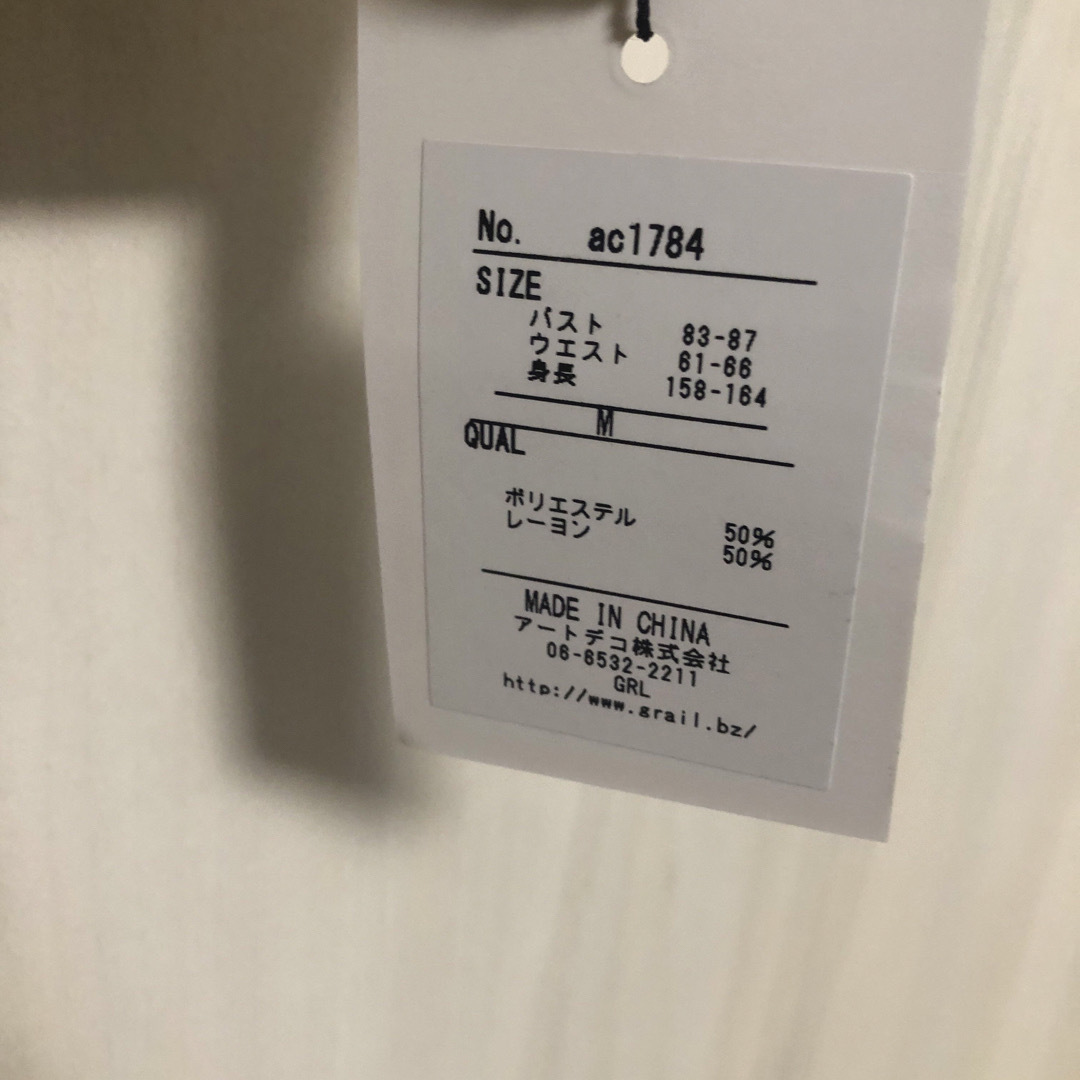 No. ac1784
SIZE
バスト 83-87
ウエスト 61-66
身長 158-164
M
QUAL
ポリエステル 50%
レーヨン 50%
MADE IN CHINA
アートデコ株式会社
06-6532-2211
GRL
http://www.grail.bz/